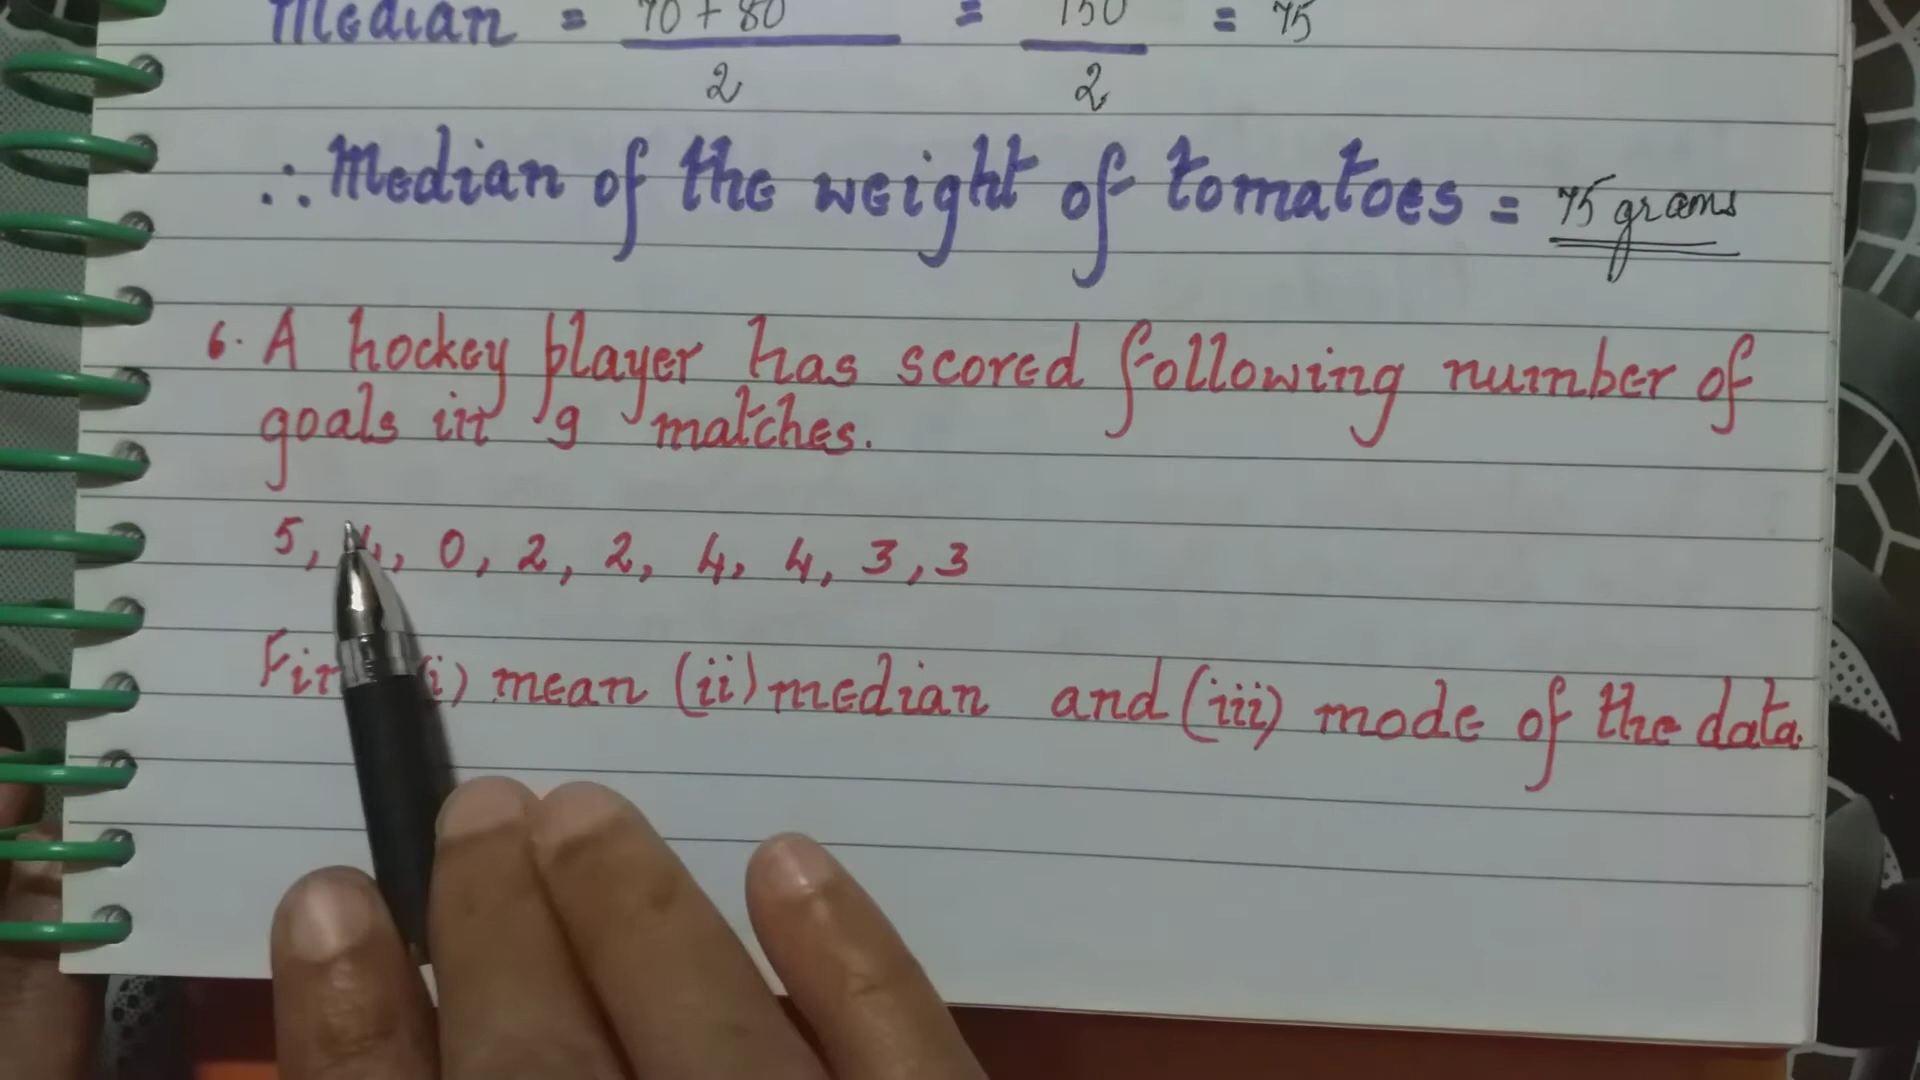 Median = 70 + 80 / 2 = 150 / 2 = 75
∴ Median of the weight of tomatoes = 75 grams
6. A hockey player has scored following number of
goals in 9 matches.
5, 4, 0, 2, 2, 4, 4, 3, 3
(i) mean (ii) median and (iii) mode of the data.